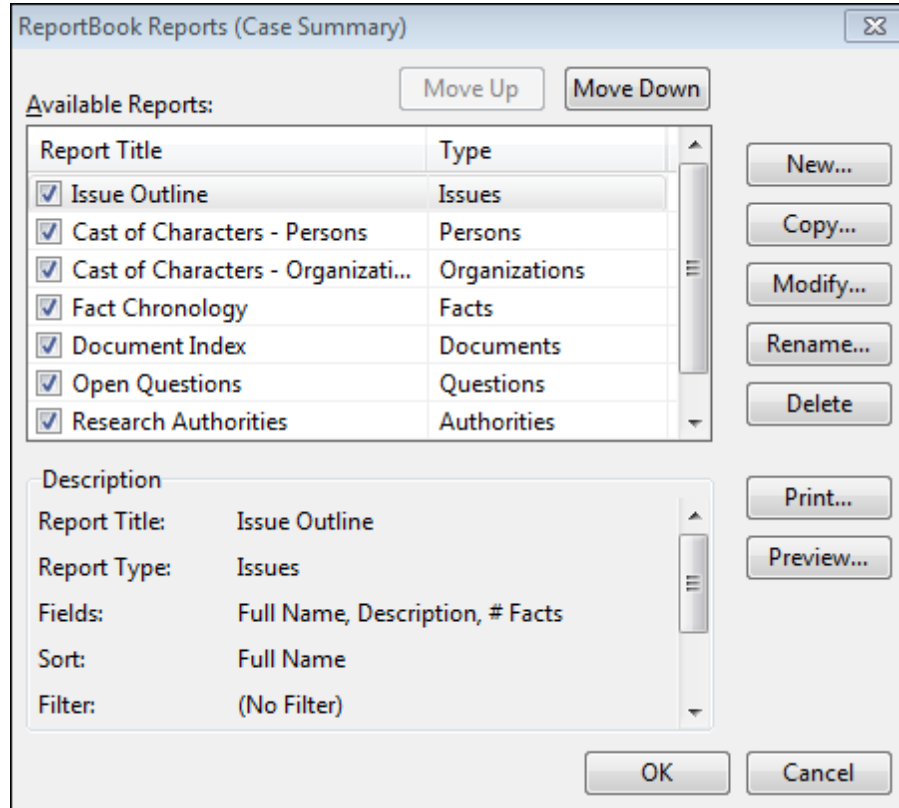 ReportBook Reports (Case Summary)
Move Up Move Down
Available Reports:
Report Title Type
Issue Outline Issues
Cast of Characters - Persons Persons
Cast of Characters - Organizati... Organizations
Fact Chronology Facts
Document Index Documents
Open Questions Questions
Research Authorities Authorities
New...
Copy...
Modify...
Rename...
Delete
Description
Report Title: Issue Outline
Report Type: Issues
Fields: Full Name, Description, # Facts
Sort: Full Name
Filter: (No Filter)
Print...
Preview...
OK Cancel